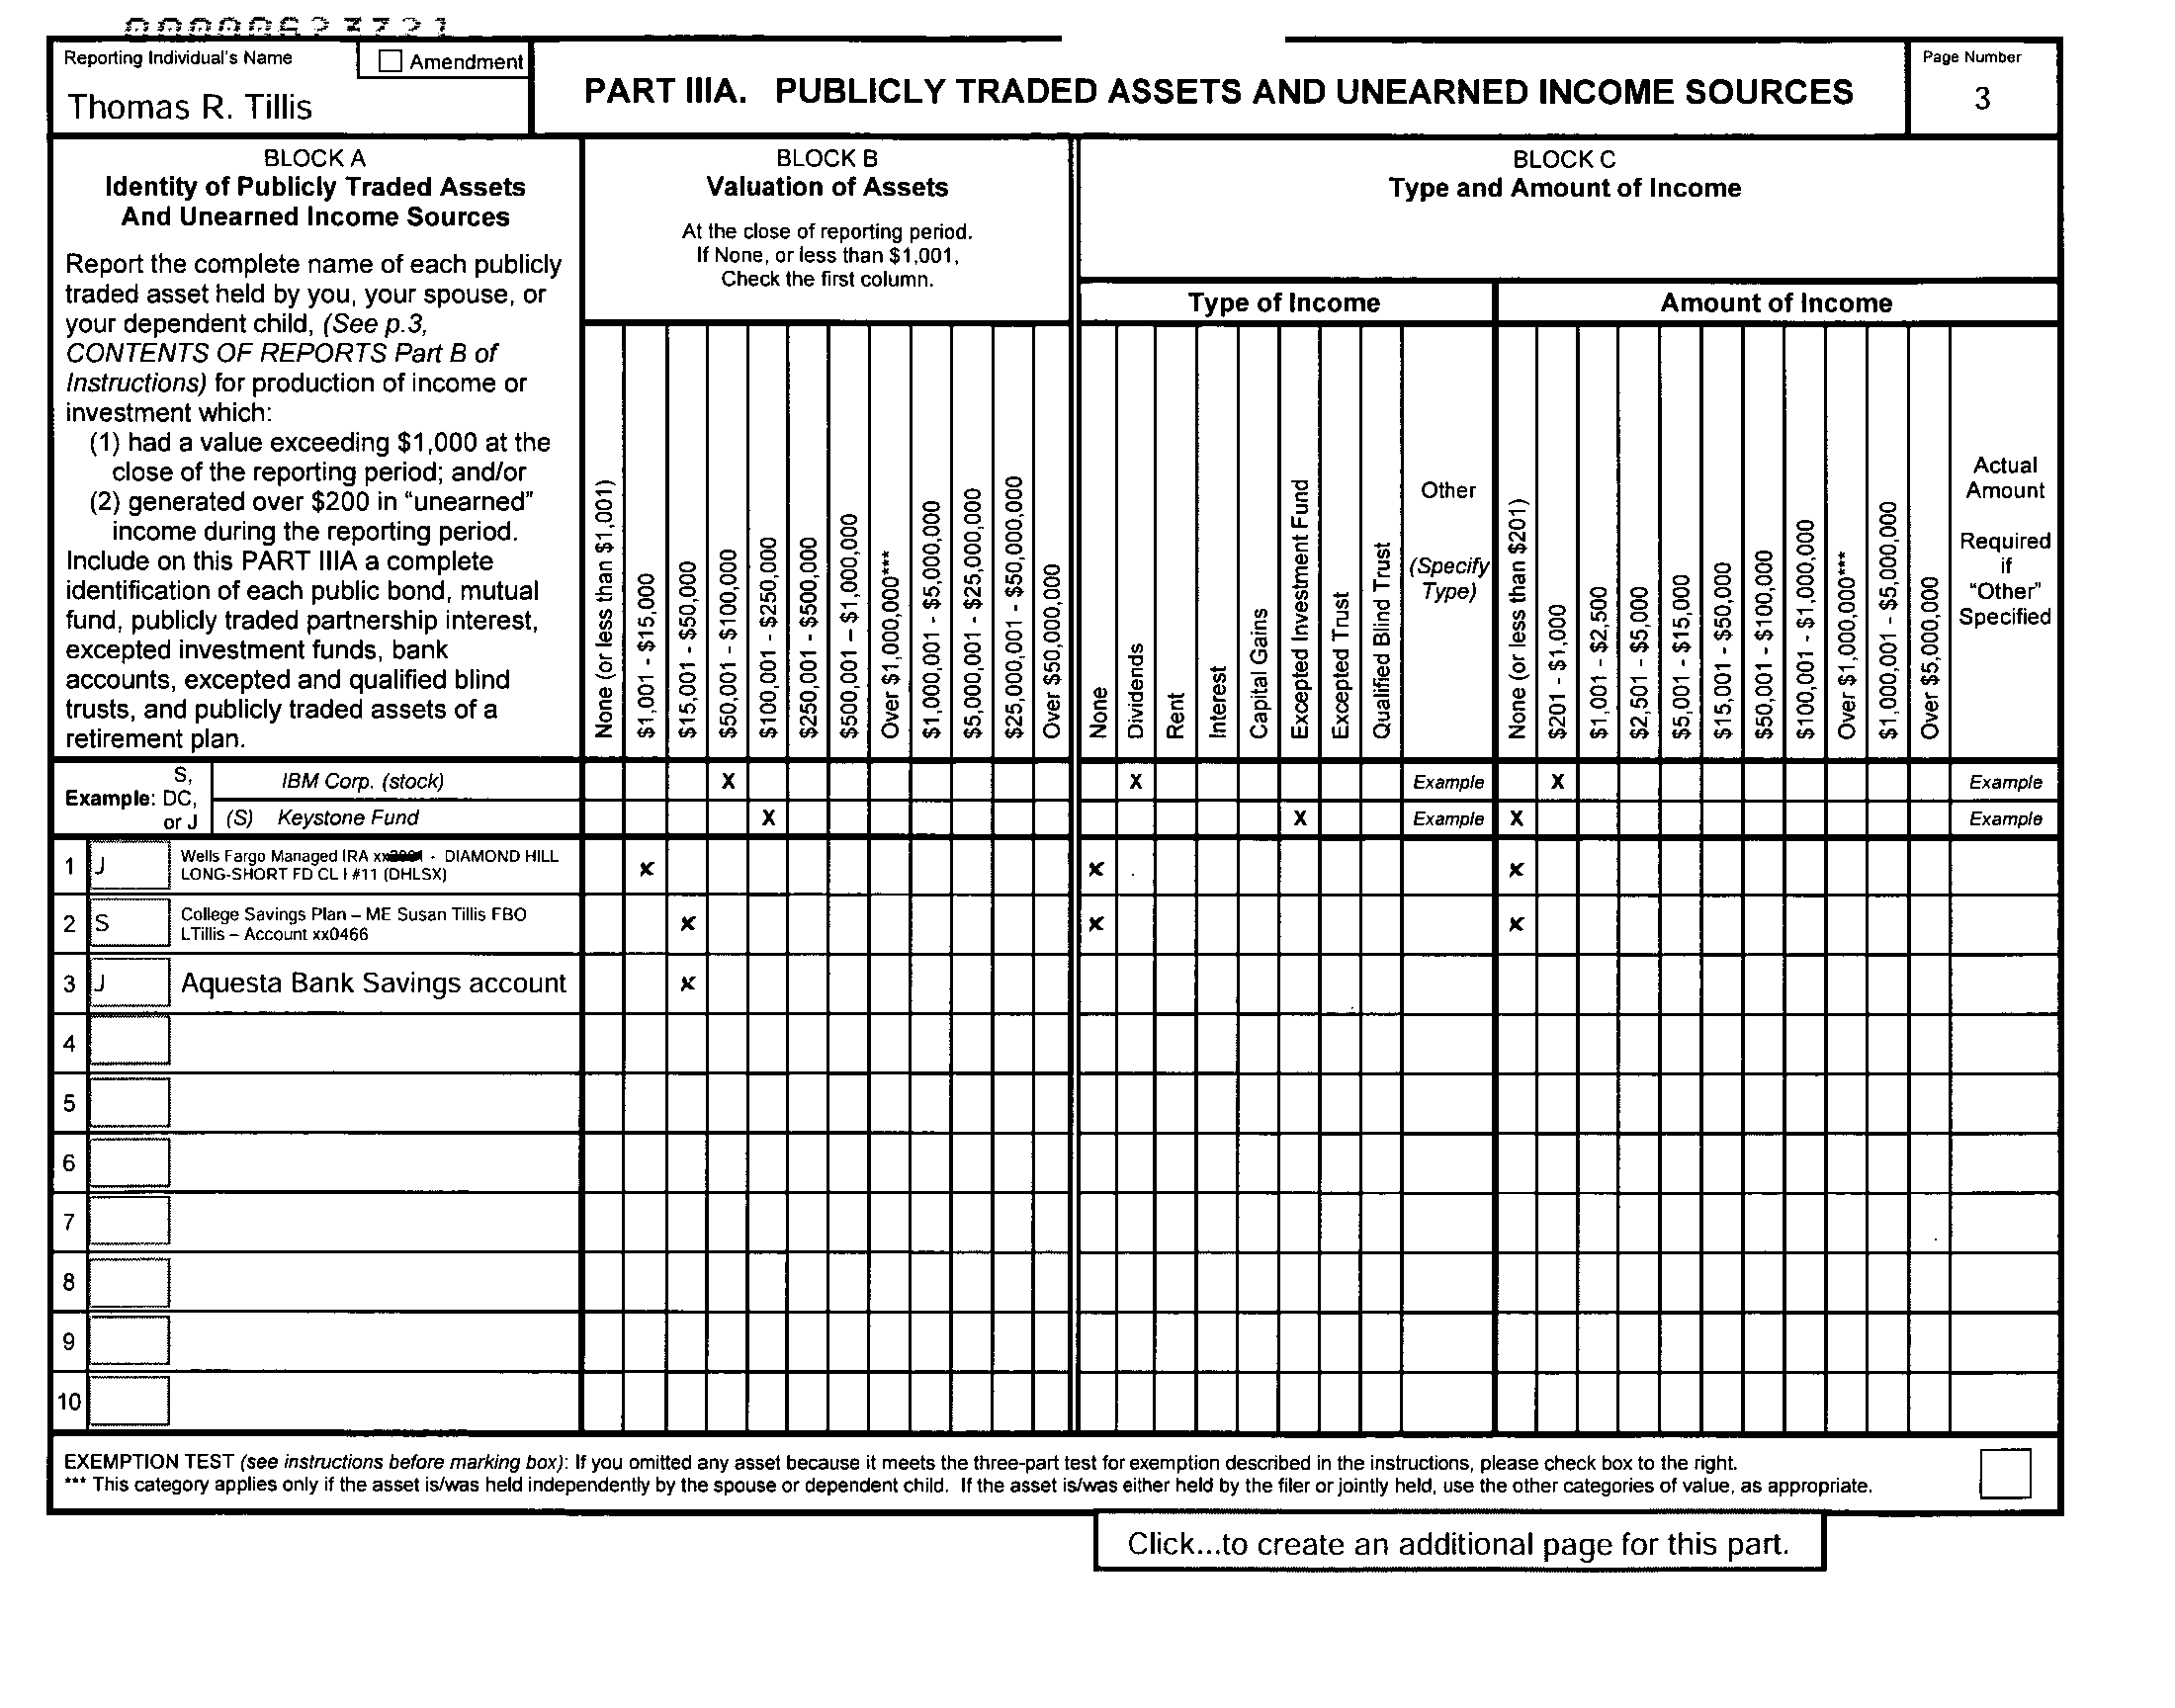 Reporting Individual's Name
Amendment
Thomas R. Tillis
PART IIIA. PUBLICLY TRADED ASSETS AND UNEARNED INCOME SOURCES
Page Number
3
BLOCK A
Identity of Publicly Traded Assets
And Unearned Income Sources
Report the complete name of each publicly
traded asset held by you, your spouse, or
your dependent child, (See p.3,
CONTENTS OF REPORTS Part B of
Instructions) for production of income or
investment which:
(1) had a value exceeding $1,000 at the
close of the reporting period; and/or
(2) generated over $200 in “unearned”
income during the reporting period.
Include on this PART IIIA a complete
identification of each public bond, mutual
fund, publicly traded partnership interest,
excepted investment funds, bank
accounts, excepted and qualified blind
trusts, and publicly traded assets of a
retirement plan.
BLOCK B
Valuation of Assets
At the close of reporting period.
If None, or less than $1,001,
Check the first column.
None (or less than $1,001)
$1,001 - $15,000
$15,001 - $50,000
$50,001 - $100,000
$100,001 - $250,000
$250,001 - $500,000
$500,001 – $1,000,000
Over $1,000,000***
$1,000,001 - $5,000,000
$5,000,001 - $25,000,000
$25,000,001 - $50,000,000
Over $50,000,000
BLOCK C
Type and Amount of Income
Type of Income
None
Dividends
Rent
Interest
Capital Gains
Excepted Investment Fund
Excepted Trust
Qualified Blind Trust
Other
(Specify
Type)
Amount of Income
None (or less than $201)
$201 - $1,000
$1,001 - $2,500
$2,501 - $5,000
$5,001 - $15,000
$15,001 - $50,000
$50,001 - $100,000
$100,001 - $1,000,000
Over $1,000,000***
$1,000,001 - $5,000,000
Over $5,000,000
Actual
Amount
Required
if
“Other”
Specified
Example: S, DC, or J
IBM Corp. (stock) X X Example X Example
(S) Keystone Fund X X Example X Example
1 J Wells Fargo Managed IRA - DIAMOND HILL
LONG-SHORT FD CL I #11 (DHLSX) x x x
2 S College Savings Plan – ME Susan Tillis FBO
LTillis – Account xx0466 x x x
3 J Aquesta Bank Savings account x
4
5
6
7
8
9
10
EXEMPTION TEST (see instructions before marking box): If you omitted any asset because it meets the three-part test for exemption described in the instructions, please check box to the right.
*** This category applies only if the asset is/was held independently by the spouse or dependent child. If the asset is/was either held by the filer or jointly held, use the other categories of value, as appropriate.
Click...to create an additional page for this part.